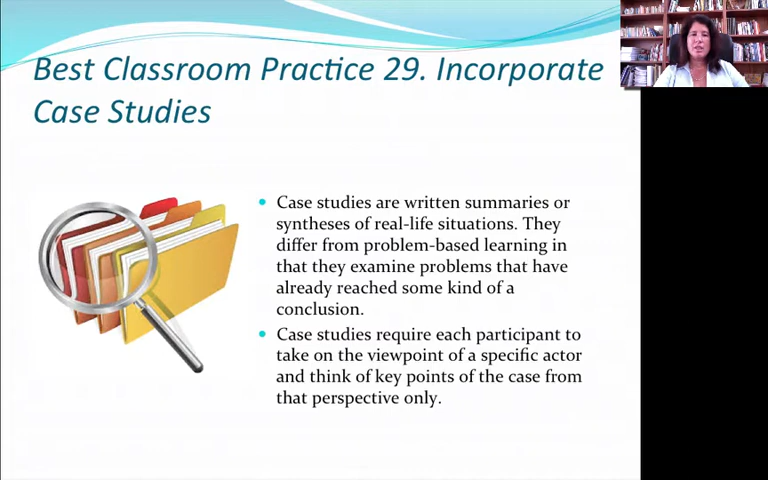 Best Classroom Practice 29. Incorporate
Case Studies
• Case studies are written summaries or
syntheses of real-life situations. They
differ from problem-based learning in
that they examine problems that have
already reached some kind of a
conclusion.
• Case studies require each participant to
take on the viewpoint of a specific actor
and think of key points of the case from
that perspective only.